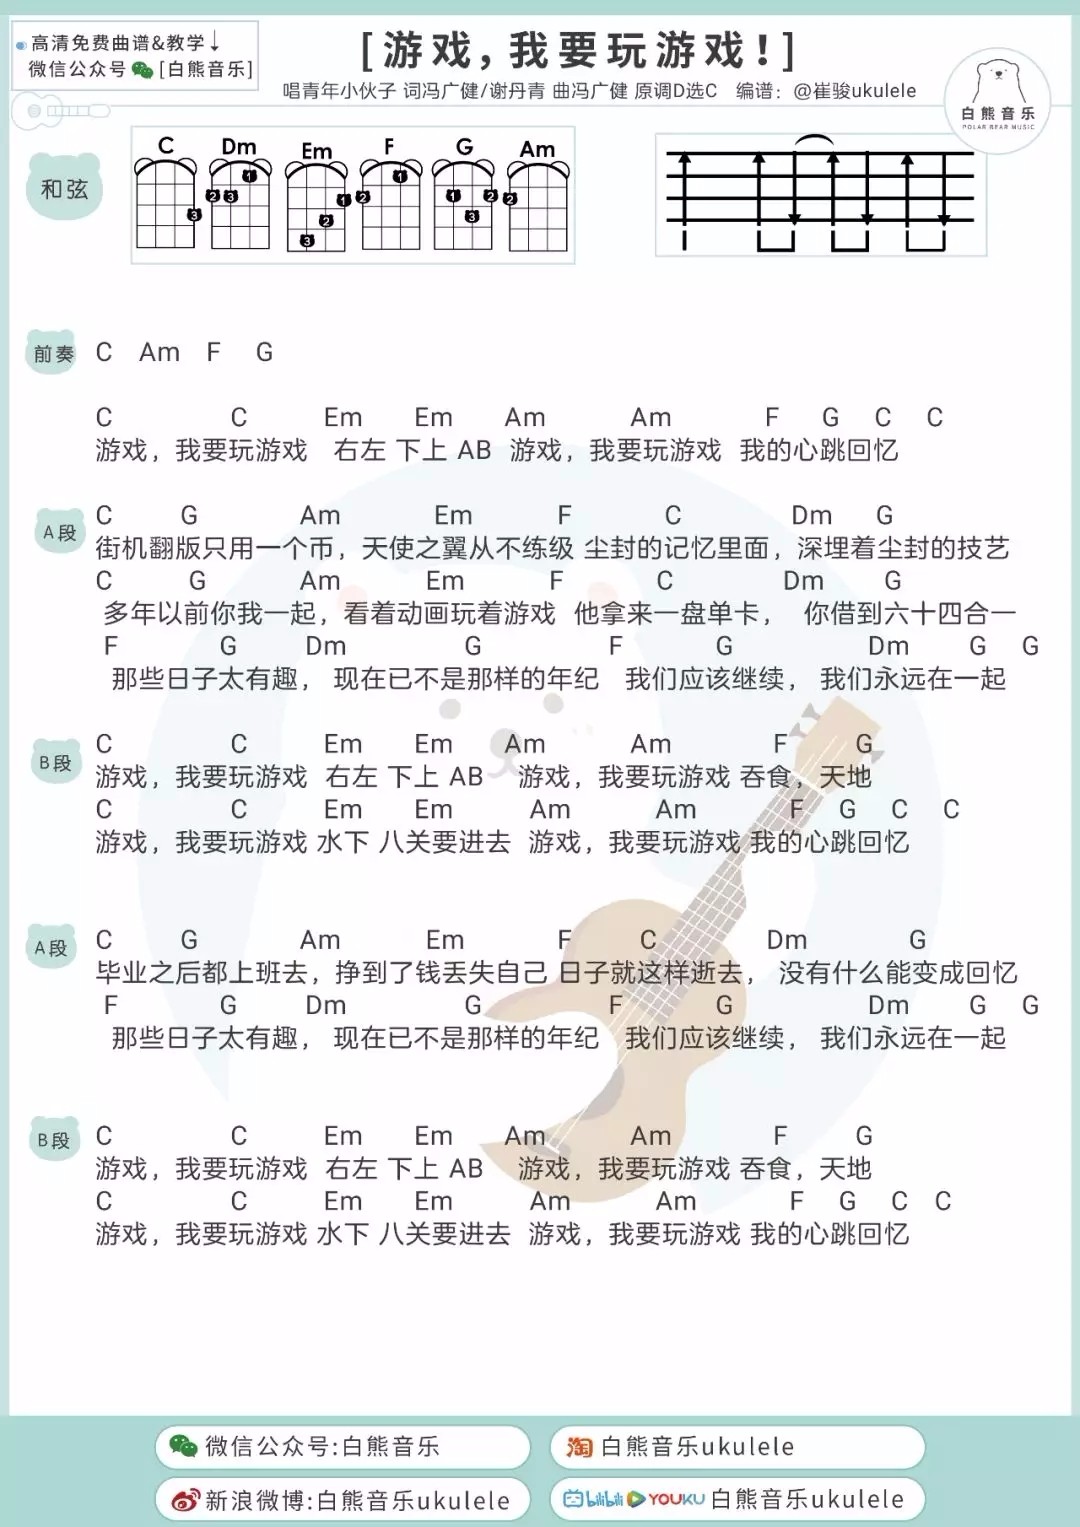 高清免费曲谱&教学↓
微信公众号 [白熊音乐]
[游戏,我要玩游戏!]
唱青年小伙子 词冯广健/谢丹青 曲冯广健 原调D选C 编谱：@崔骏ukulele
白熊音乐
POLAR BEAR MUSIC
和弦
C Dm Em F G Am
3
2 3 1
1 2 3
2 1
1 3 2
2
前奏 C Am F G
C C Em Em Am Am F G C C
游戏，我要玩游戏 右左 下上 AB 游戏，我要玩游戏 我的心跳回忆
A段
C G Am Em F C Dm G
街机翻版只用一个币，天使之翼从不练级 尘封的记忆里面，深埋着尘封的技艺
C G Am Em F C Dm G
多年以前你我一起，看着动画玩着游戏 他拿来一盘单卡， 你借到六十四合一
F G Dm G F G Dm G G
那些日子太有趣， 现在已不是那样的年纪 我们应该继续， 我们永远在一起
B段
C C Em Em Am Am F G
游戏，我要玩游戏 右左 下上 AB 游戏，我要玩游戏 吞食，天地
C C Em Em Am Am F G C C
游戏，我要玩游戏 水下 八关要进去 游戏，我要玩游戏 我的心跳回忆
A段
C G Am Em F C Dm G
毕业之后都上班去，挣到了钱丢失自己 日子就这样逝去， 没有什么能变成回忆
F G Dm G F G Dm G G
那些日子太有趣， 现在已不是那样的年纪 我们应该继续， 我们永远在一起
B段
C C Em Em Am Am F G
游戏，我要玩游戏 右左 下上 AB 游戏，我要玩游戏 吞食，天地
C C Em Em Am Am F G C C
游戏，我要玩游戏 水下 八关要进去 游戏，我要玩游戏 我的心跳回忆
微信公众号:白熊音乐
淘 白熊音乐ukulele
新浪微博:白熊音乐ukulele
bilibili YOUKU 白熊音乐ukulele